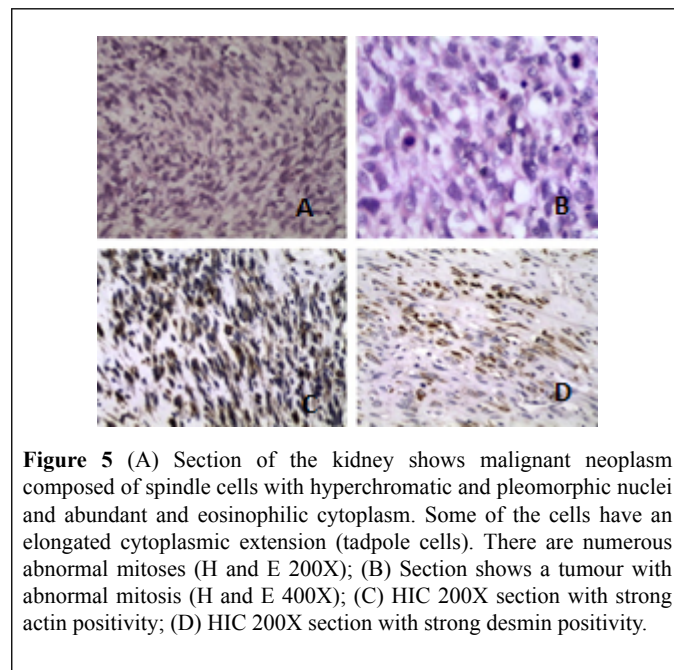 A
B
C
D
Figure 5 (A) Section of the kidney shows malignant neoplasm
composed of spindle cells with hyperchromatic and pleomorphic nuclei
and abundant and eosinophilic cytoplasm. Some of the cells have an
elongated cytoplasmic extension (tadpole cells). There are numerous
abnormal mitoses (H and E 200X); (B) Section shows a tumour with
abnormal mitosis (H and E 400X); (C) HIC 200X section with strong
actin positivity; (D) HIC 200X section with strong desmin positivity.